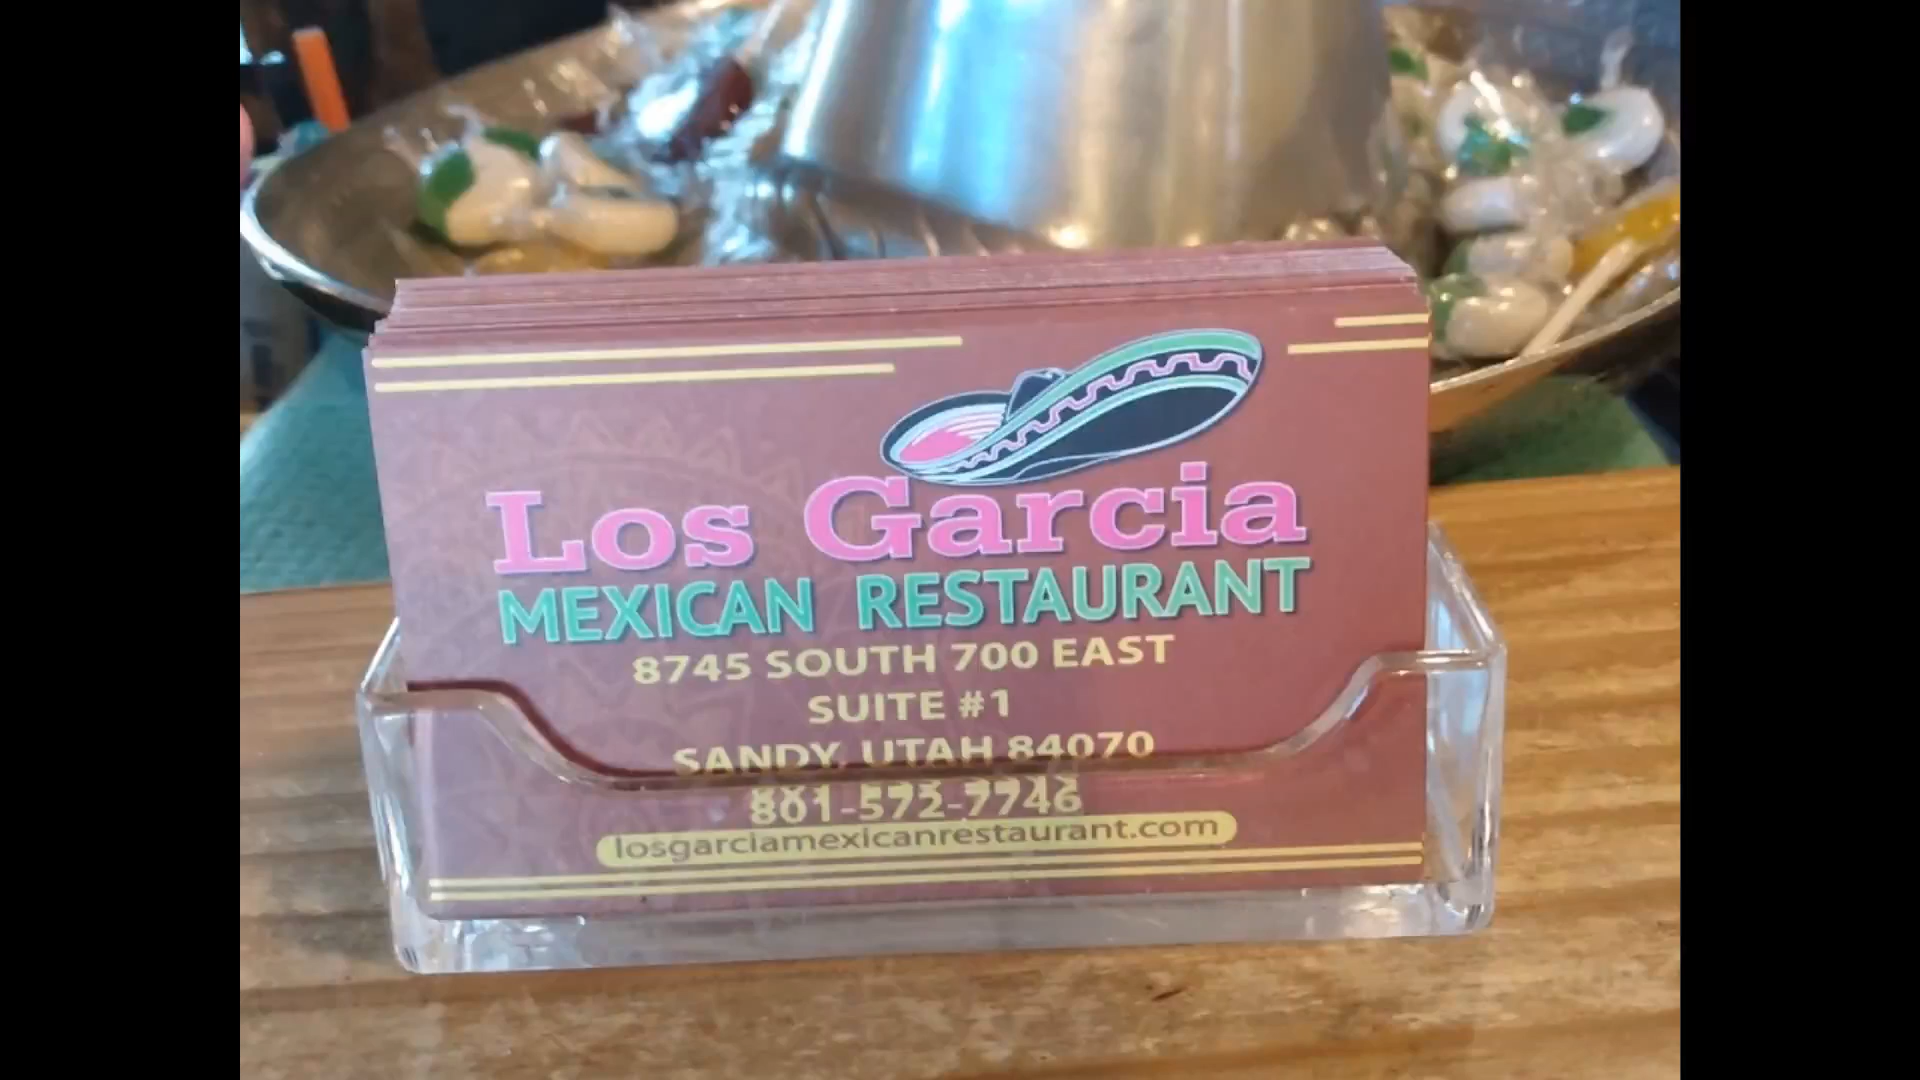 Los Garcia
MEXICAN RESTAURANT
8745 SOUTH 700 EAST
SUITE #1
SANDY, UTAH 84070
801-572-7746
losgarciamexicanrestaurant.com